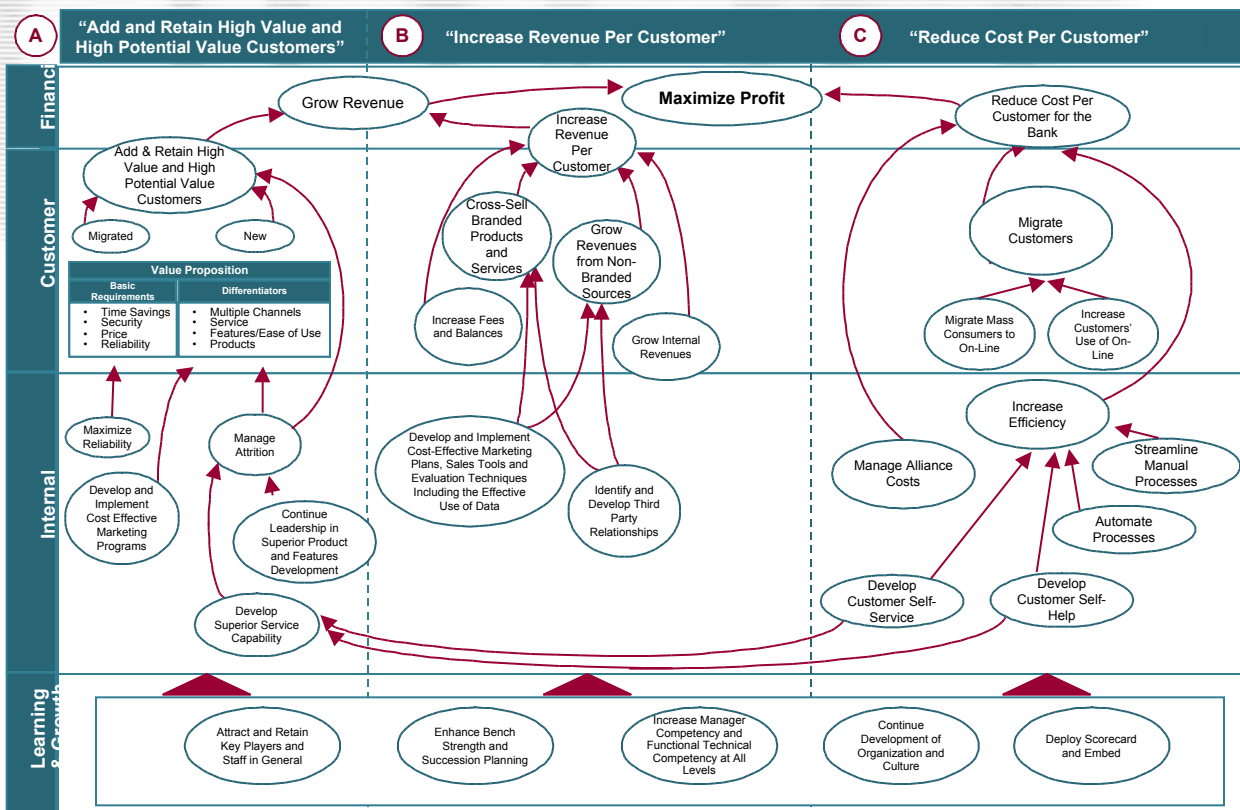 A
“Add and Retain High Value and
High Potential Value Customers”
B
“Increase Revenue Per Customer”
C
“Reduce Cost Per Customer”
Financi
Grow Revenue
Maximize Profit
Increase
Revenue
Per
Customer
Reduce Cost Per
Customer for the
Bank
Customer
Add & Retain High
Value and High
Potential Value
Customers
Migrated
New
Value Proposition
Basic
Requirements
Differentiators
• Time Savings
• Security
• Price
• Reliability
• Multiple Channels
• Service
• Features/Ease of Use
• Products
Cross-Sell
Branded
Products
and
Services
Grow
Revenues
from Non-
Branded
Sources
Increase Fees
and Balances
Grow Internal
Revenues
Migrate
Customers
Migrate Mass
Consumers to
On-Line
Increase
Customers’
Use of On-
Line
Internal
Maximize
Reliability
Manage
Attrition
Develop and
Implement
Cost Effective
Marketing
Programs
Continue
Leadership in
Superior Product
and Features
Development
Develop
Superior Service
Capability
Develop and Implement
Cost-Effective Marketing
Plans, Sales Tools and
Evaluation Techniques
Including the Effective
Use of Data
Identify and
Develop Third
Party
Relationships
Increase
Efficiency
Manage Alliance
Costs
Streamline
Manual
Processes
Automate
Processes
Develop
Customer Self-
Service
Develop
Customer Self-
Help
Learning
& Growth
Attract and Retain
Key Players and
Staff in General
Enhance Bench
Strength and
Succession Planning
Increase Manager
Competency and
Functional Technical
Competency at All
Levels
Continue
Development of
Organization and
Culture
Deploy Scorecard
and Embed